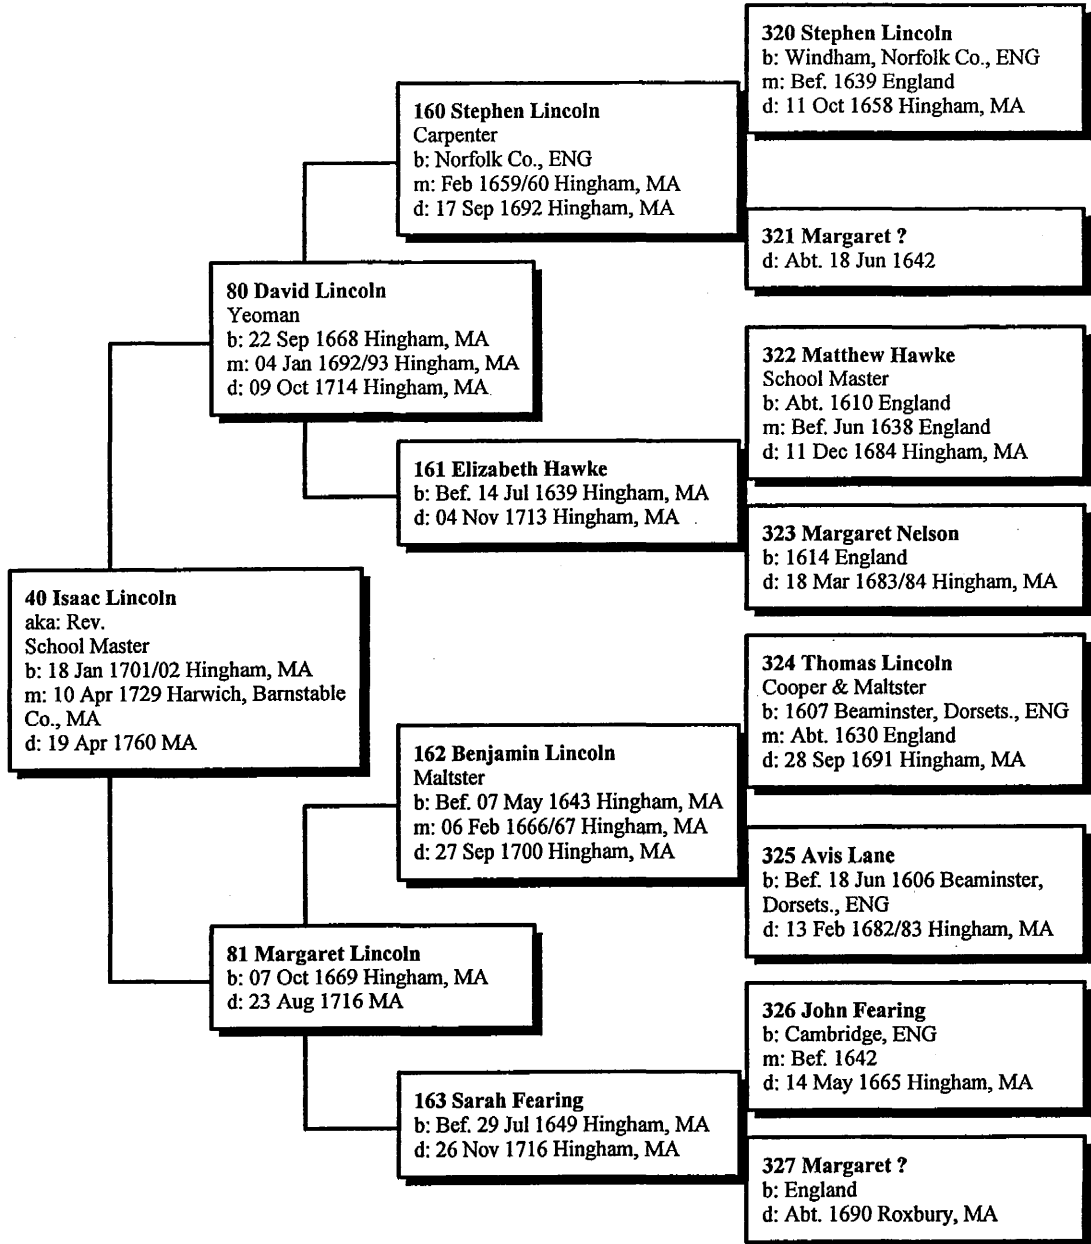 320 Stephen Lincoln
b: Windham, Norfolk Co., ENG
m: Bef. 1639 England
d: 11 Oct 1658 Hingham, MA
160 Stephen Lincoln
Carpenter
b: Norfolk Co., ENG
m: Feb 1659/60 Hingham, MA
d: 17 Sep 1692 Hingham, MA
321 Margaret ?
d: Abt. 18 Jun 1642
80 David Lincoln
Yeoman
b: 22 Sep 1668 Hingham, MA
m: 04 Jan 1692/93 Hingham, MA
d: 09 Oct 1714 Hingham, MA
322 Matthew Hawke
School Master
b: Abt. 1610 England
m: Bef. Jun 1638 England
d: 11 Dec 1684 Hingham, MA
161 Elizabeth Hawke
b: Bef. 14 Jul 1639 Hingham, MA
d: 04 Nov 1713 Hingham, MA
323 Margaret Nelson
b: 1614 England
d: 18 Mar 1683/84 Hingham, MA
40 Isaac Lincoln
aka: Rev.
School Master
b: 18 Jan 1701/02 Hingham, MA
m: 10 Apr 1729 Harwich, Barnstable
Co., MA
d: 19 Apr 1760 MA
324 Thomas Lincoln
Cooper & Maltster
b: 1607 Beaminster, Dorsets., ENG
m: Abt. 1630 England
d: 28 Sep 1691 Hingham, MA
162 Benjamin Lincoln
Maltster
b: Bef. 07 May 1643 Hingham, MA
m: 06 Feb 1666/67 Hingham, MA
d: 27 Sep 1700 Hingham, MA
325 Avis Lane
b: Bef. 18 Jun 1606 Beaminster,
Dorsets., ENG
d: 13 Feb 1682/83 Hingham, MA
81 Margaret Lincoln
b: 07 Oct 1669 Hingham, MA
d: 23 Aug 1716 MA
326 John Fearing
b: Cambridge, ENG
m: Bef. 1642
d: 14 May 1665 Hingham, MA
163 Sarah Fearing
b: Bef. 29 Jul 1649 Hingham, MA
d: 26 Nov 1716 Hingham, MA
327 Margaret ?
b: England
d: Abt. 1690 Roxbury, MA